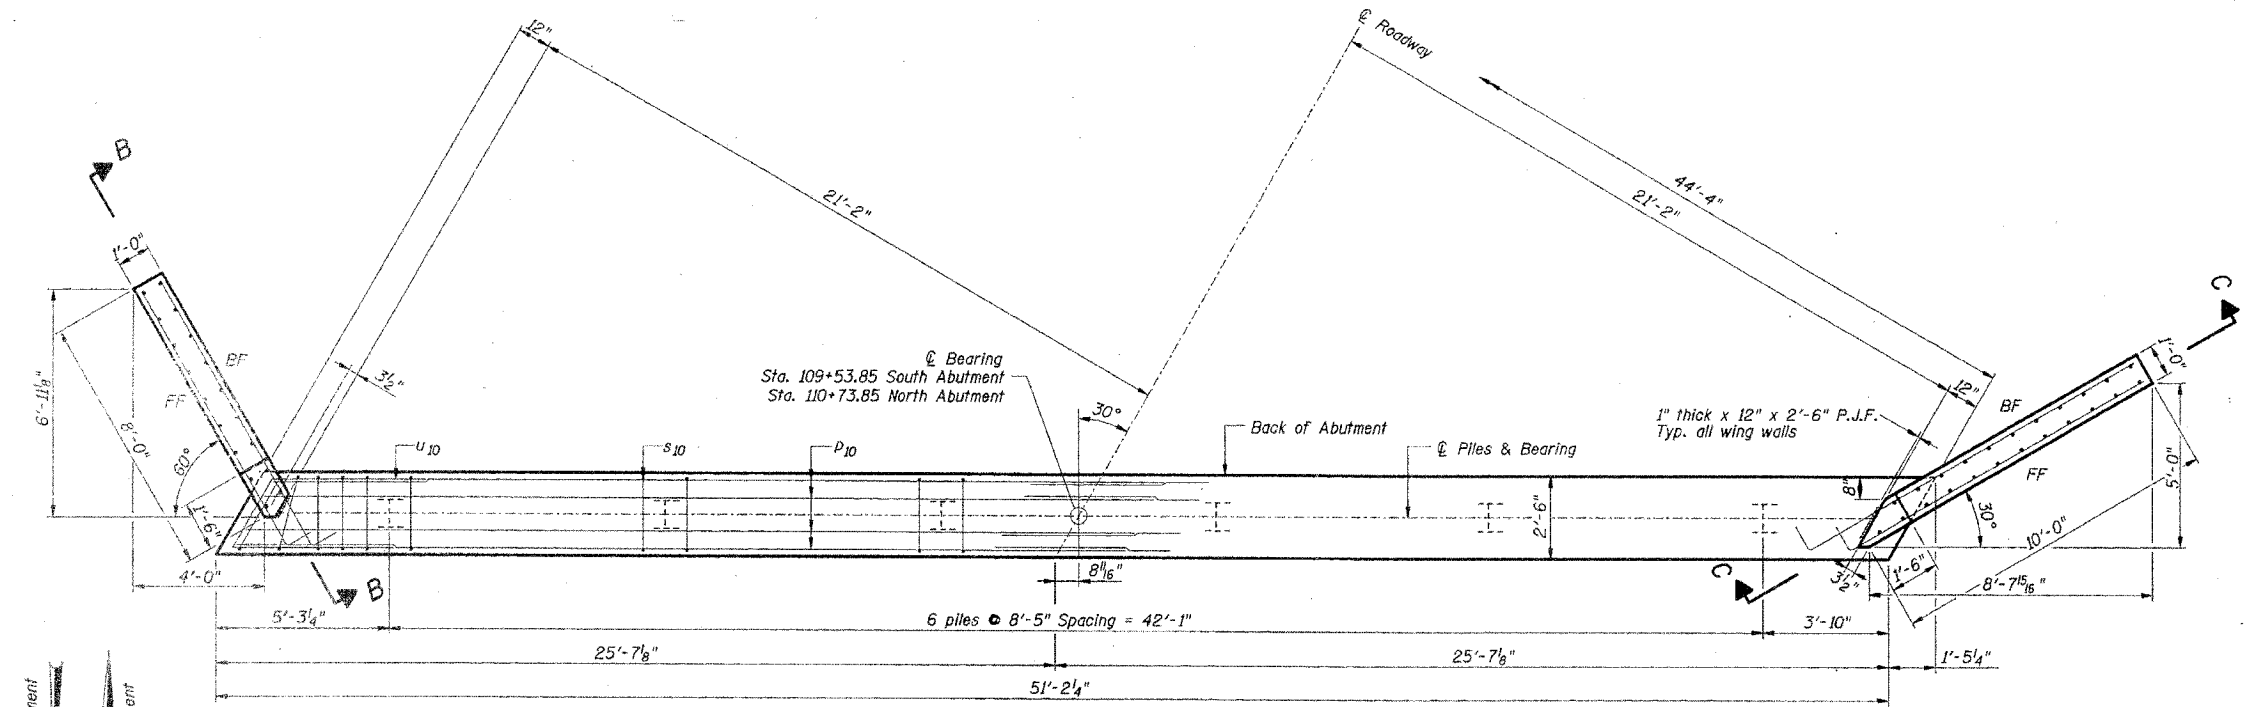 12"
℄ Roadway
B
44'-4"
21'-2"
21'-2"
1'-0"
C
℄ Bearing
Sta. 109+53.85 South Abutment
Sta. 110+73.85 North Abutment
BF
3½"
6'-11⅛"
FF
8'-0"
60°
30°
1'-0"
12"
1" thick x 12" x 2'-6" P.J.F.
Typ. all wing walls
BF
Back of Abutment
u10
s10
p10
℄ Piles & Bearing
FF
5'-0"
8"
1'-6"
2'-6"
30°
10'-0"
4'-0"
B
8 11/16"
C
3½"
1'-6"
8'-7 15/16"
5'-3¼"
6 piles @ 8'-5" Spacing = 42'-1"
3'-10"
25'-7⅛"
25'-7⅛"
1'-5¼"
51'-2¼"